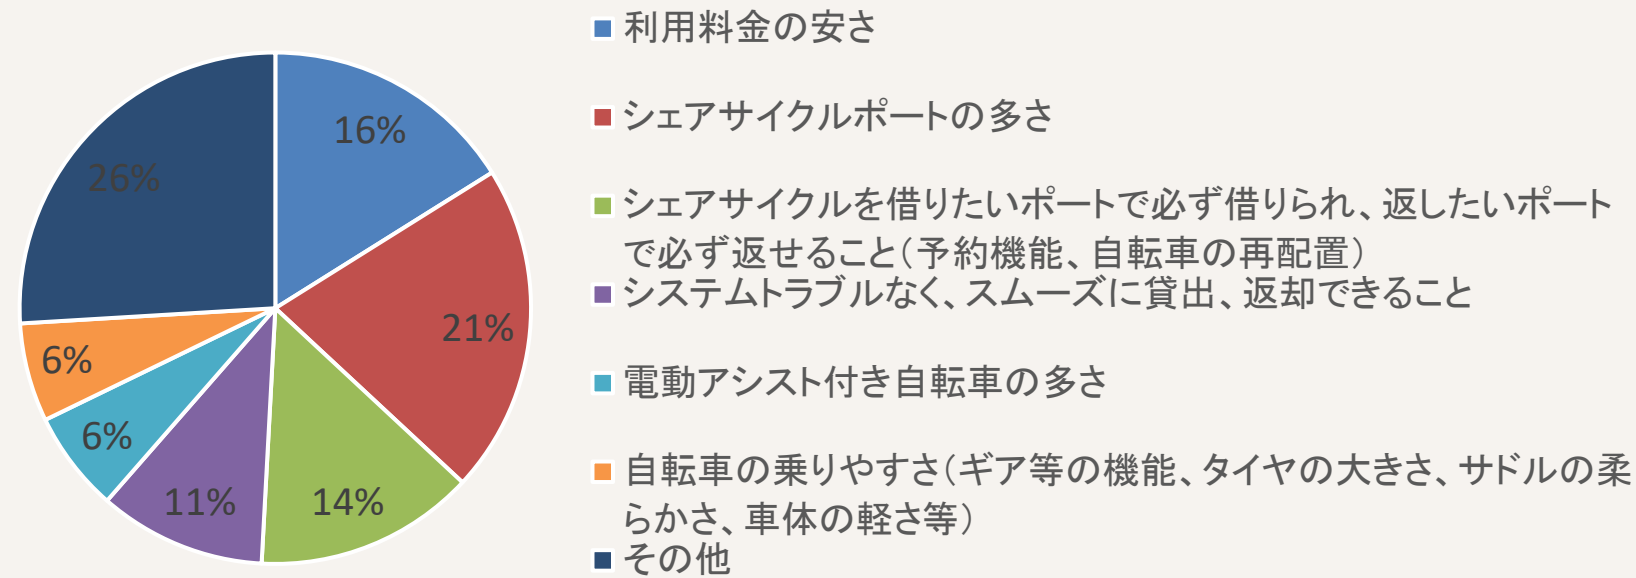 16%
21%
14%
11%
6%
6%
26%
利用料金の安さ
シェアサイクルポートの多さ
シェアサイクルを借りたいポートで必ず借りられ、返したいポート
で必ず返せること（予約機能、自転車の再配置）
システムトラブルなく、スムーズに貸出、返却できること
電動アシスト付き自転車の多さ
自転車の乗りやすさ（ギア等の機能、タイヤの大きさ、サドルの柔
らかさ、車体の軽さ等）
その他